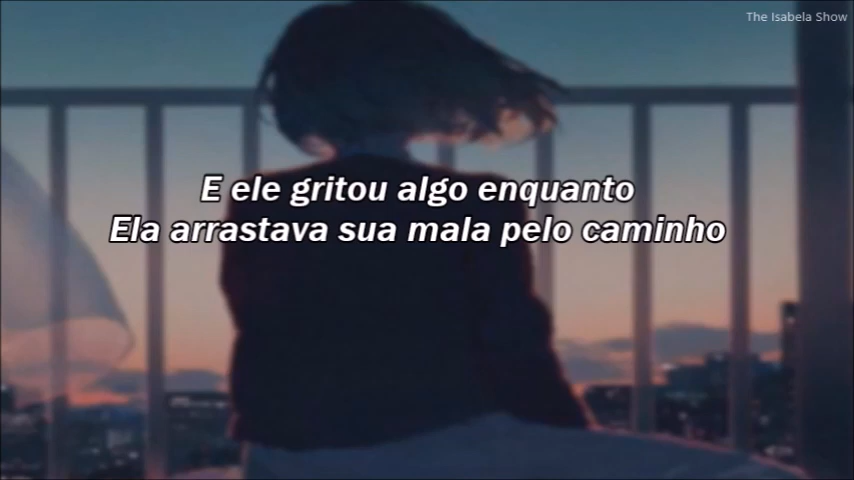 The Isabela Show
E ele gritou algo enquanto
Ela arrastava sua mala pelo caminho